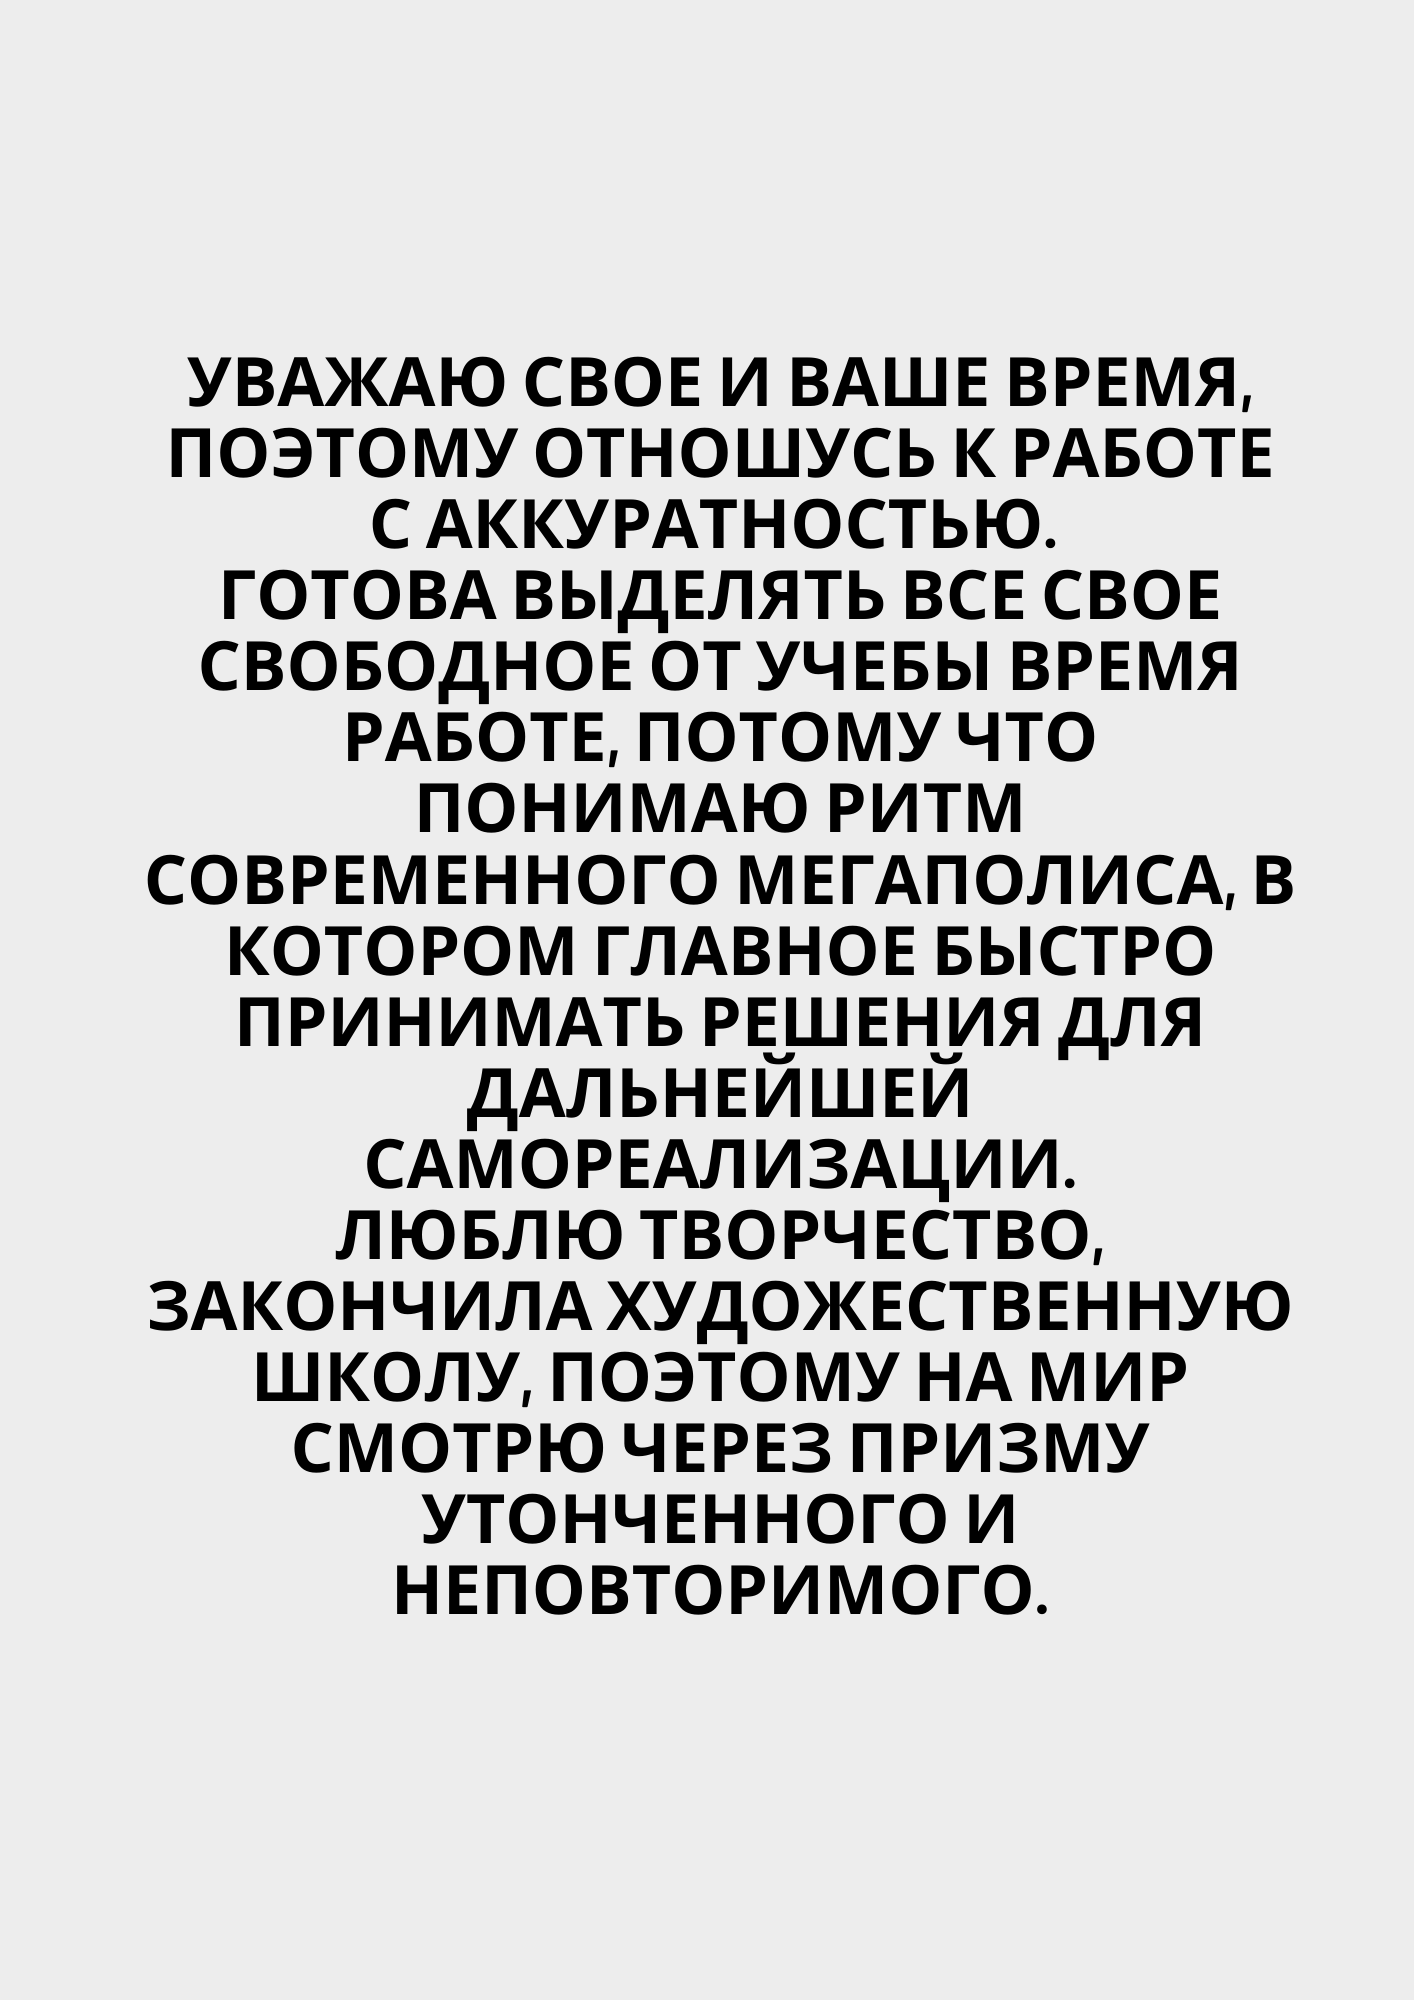 УВАЖАЮ СВОЕ И ВАШЕ ВРЕМЯ,
ПОЭТОМУ ОТНОШУСЬ К РАБОТЕ
С АККУРАТНОСТЬЮ.
ГОТОВА ВЫДЕЛЯТЬ ВСЕ СВОЕ
СВОБОДНОЕ ОТ УЧЕБЫ ВРЕМЯ
РАБОТЕ, ПОТОМУ ЧТО
ПОНИМАЮ РИТМ
СОВРЕМЕННОГО МЕГАПОЛИСА, В
КОТОРОМ ГЛАВНОЕ БЫСТРО
ПРИНИМАТЬ РЕШЕНИЯ ДЛЯ
ДАЛЬНЕЙШЕЙ
САМОРЕАЛИЗАЦИИ.
ЛЮБЛЮ ТВОРЧЕСТВО,
ЗАКОНЧИЛА ХУДОЖЕСТВЕННУЮ
ШКОЛУ, ПОЭТОМУ НА МИР
СМОТРЮ ЧЕРЕЗ ПРИЗМУ
УТОНЧЕННОГО И
НЕПОВТОРИМОГО.